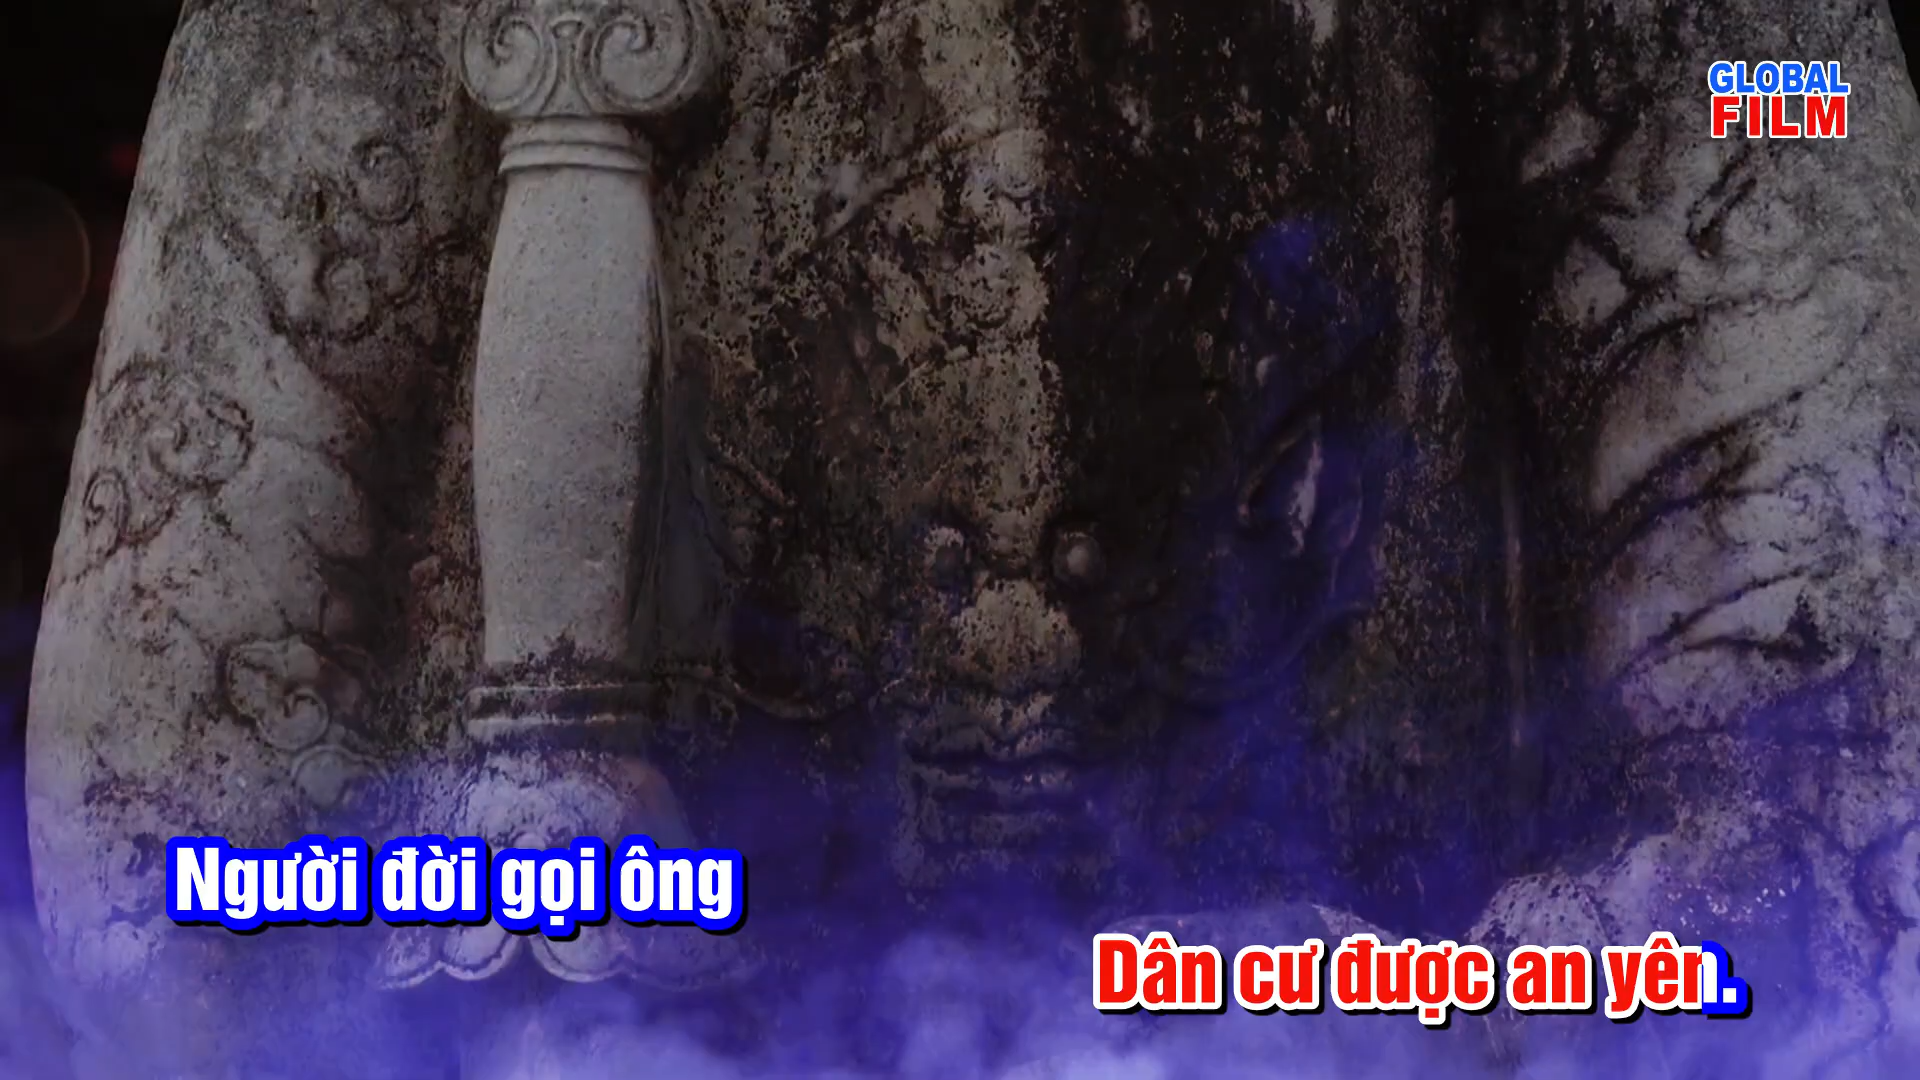 GLOBAL
FILM
Người đời gọi ông
Dân cư được an yên.